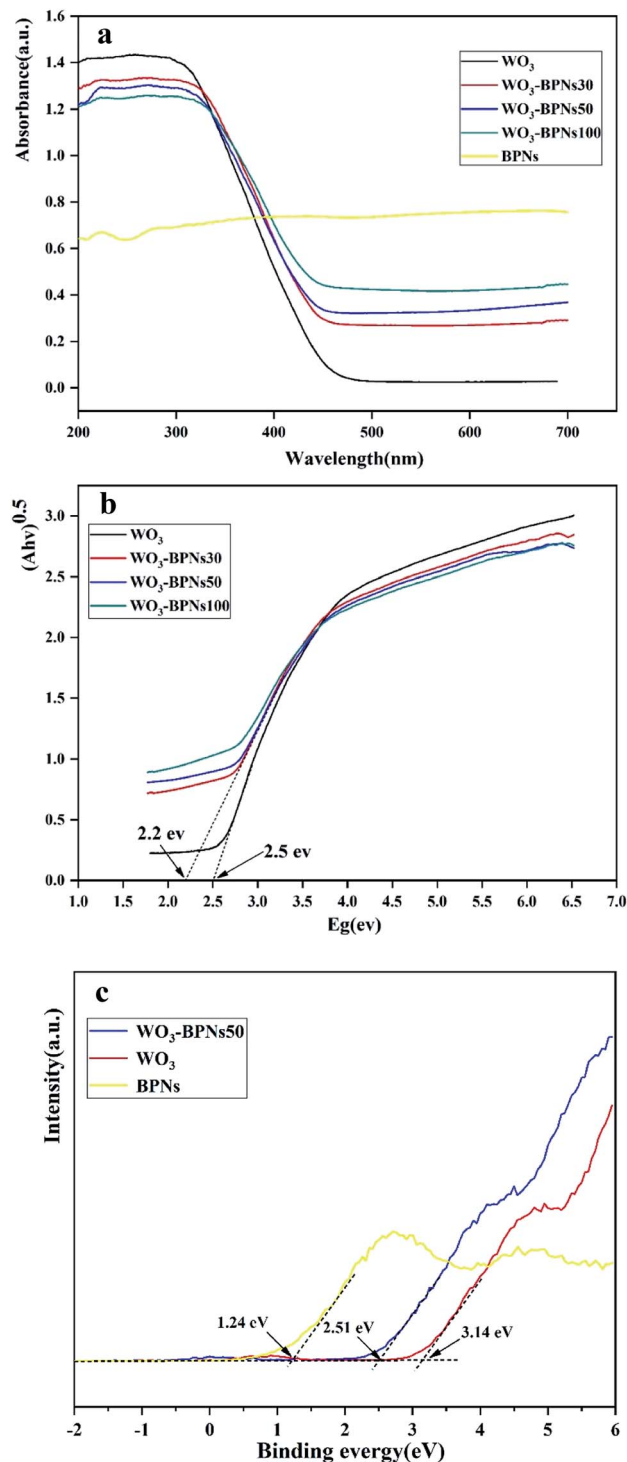 a
Absorbance(a.u.)
1.6
1.4
1.2
1.0
0.8
0.6
0.4
0.2
0.0
WO₃
WO₃-BPNs30
WO₃-BPNs50
WO₃-BPNs100
BPNs
200 300 400 500 600 700
Wavelength(nm)
b
(Ahv)^0.5
3.0
2.5
2.0
1.5
1.0
0.5
0.0
WO₃
WO₃-BPNs30
WO₃-BPNs50
WO₃-BPNs100
2.2 ev
2.5 ev
1.0 1.5 2.0 2.5 3.0 3.5 4.0 4.5 5.0 5.5 6.0 6.5 7.0
Eg(ev)
c
Intensity(a.u.)
WO₃-BPNs50
WO₃
BPNs
1.24 eV
2.51 eV
3.14 eV
-2 -1 0 1 2 3 4 5 6
Binding evergy(eV)